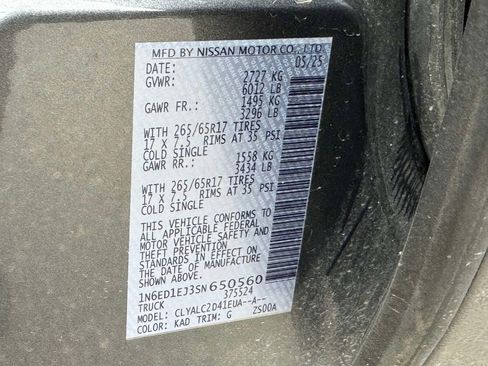 MFD BY NISSAN MOTOR CO., LTD.
DATE: 05/25
GVWR: 2727 KG
6012 LB
GAWR FR.: 1495 KG
3296 LB
WITH 265/65R17 TIRES
17 X 7.5 RIMS AT 35 PSI
COLD SINGLE
GAWR RR.: 1558 KG
3434 LB
WITH 265/65R17 TIRES
17 X 7.5 RIMS AT 35 PSI
COLD SINGLE
THIS VEHICLE CONFORMS TO
ALL APPLICABLE FEDERAL
MOTOR VEHICLE SAFETY AND
THEFT PREVENTION
STANDARDS IN EFFECT ON
THE DATE OF MANUFACTURE
SHOWN ABOVE.
1N6ED1EJ3SN650560
TRUCK 375524
MODEL: CLYALC2D41EUA--A--
COLOR: KAD TRIM: G ZS00A